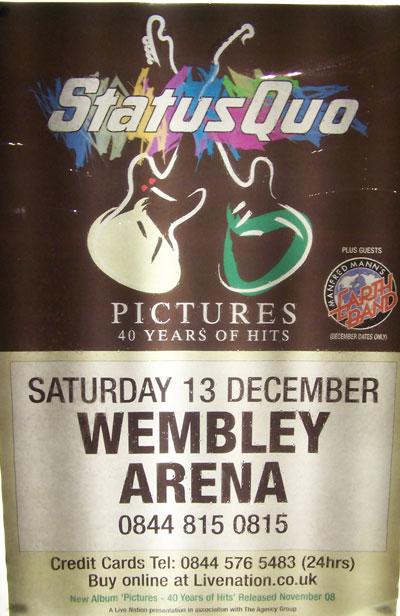 Status Quo
PLUS GUESTS
MANFRED MANN'S
EARTH
BAND
(DECEMBER DATES ONLY)
PICTURES
40 YEARS OF HITS
SATURDAY 13 DECEMBER
WEMBLEY
ARENA
0844 815 0815
Credit Cards Tel: 0844 576 5483 (24hrs)
Buy online at Livenation.co.uk
New Album 'Pictures - 40 Years of Hits' Released November 08
A Live Nation presentation in association with The Agency Group